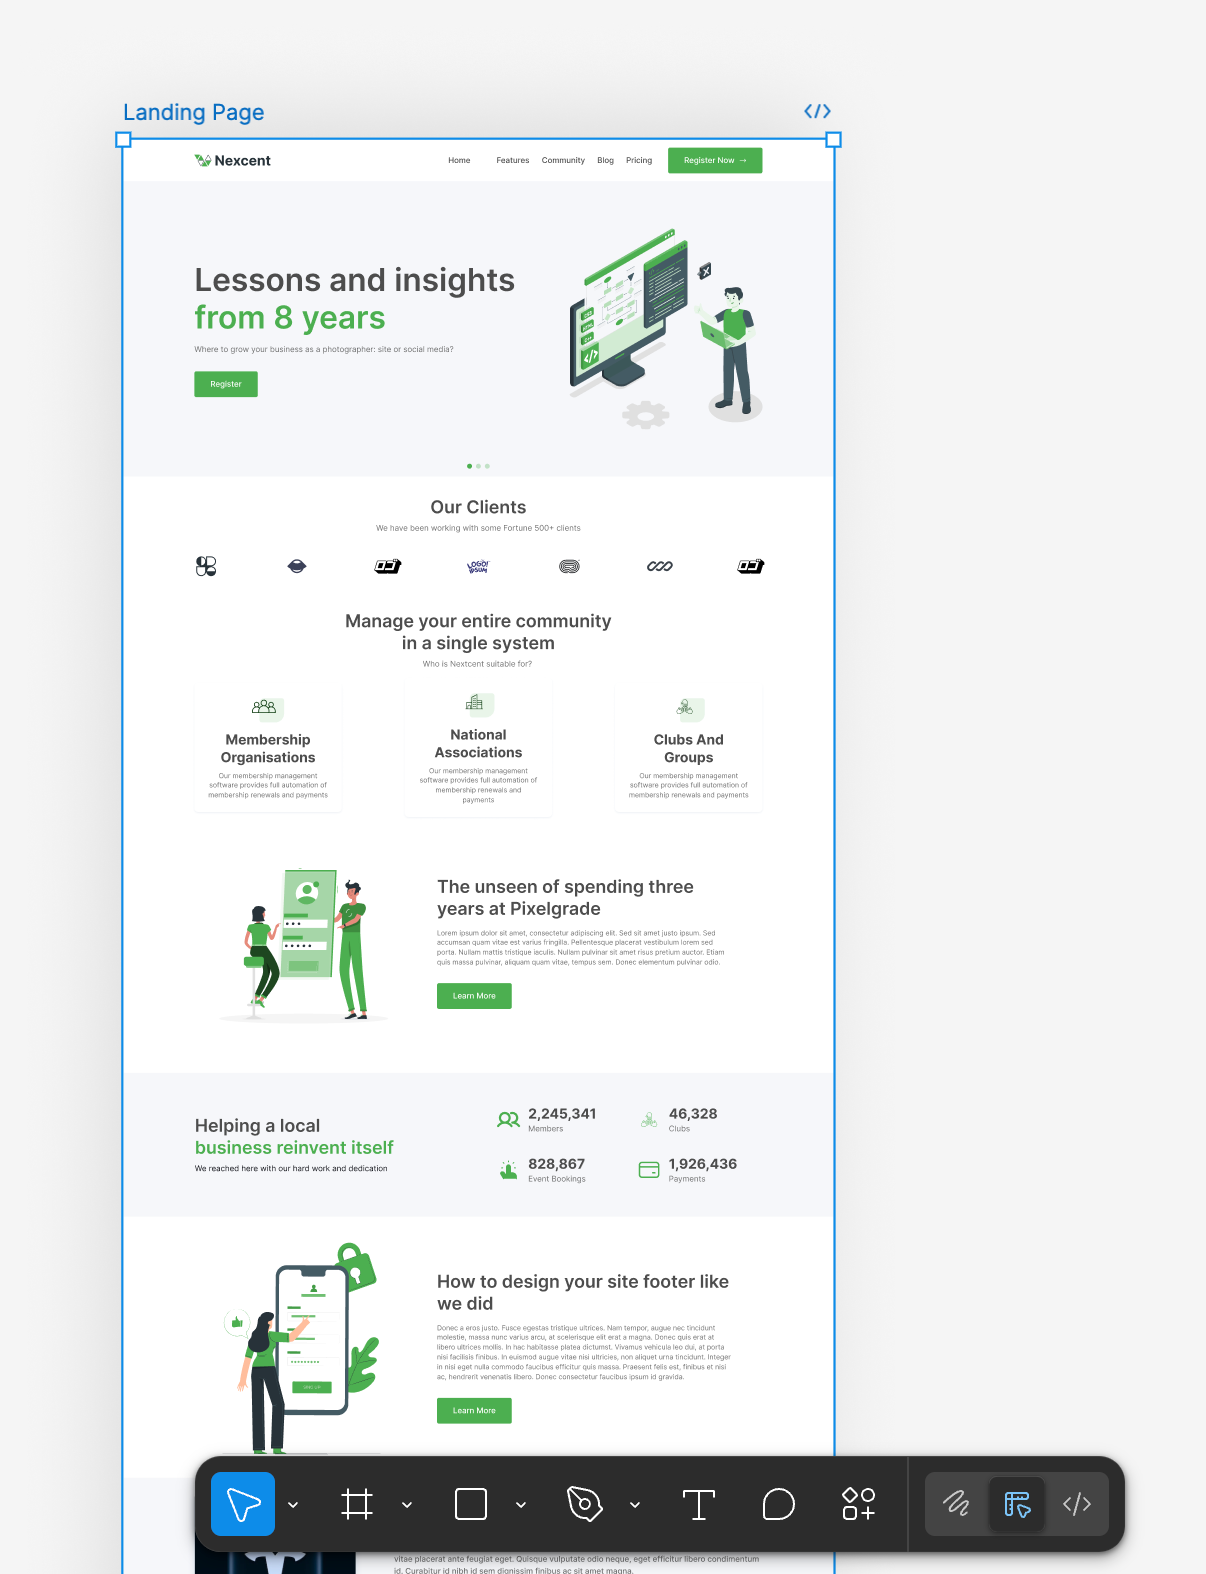 Landing Page
Nexcent
Home Features Community Blog Pricing Register Now →
Lessons and insights
from 8 years
Where to grow your business as a photographer: site or social media?
Register
Our Clients
We have been working with some Fortune 500+ clients
LOGO!
IPSUM
Manage your entire community
in a single system
Who is Nextcent suitable for?
Membership
Organisations
Our membership management
software provides full automation of
membership renewals and payments
National
Associations
Our membership management
software provides full automation of
membership renewals and
payments
Clubs And
Groups
Our membership management
software provides full automation of
membership renewals and payments
The unseen of spending three
years at Pixelgrade
Lorem ipsum dolor sit amet, consectetur adipiscing elit. Sed sit amet justo ipsum. Sed
accumsan quam vitae est varius fringilla. Pellentesque placerat vestibulum lorem sed
porta. Nullam mattis tristique iaculis. Nullam pulvinar sit amet risus pretium auctor. Etiam
quis massa pulvinar, aliquam quam vitae, tempus sem. Donec elementum pulvinar odio.
Learn More
Helping a local
business reinvent itself
We reached here with our hard work and dedication
2,245,341
Members
46,328
Clubs
828,867
Event Bookings
1,926,436
Payments
How to design your site footer like
we did
Donec a eros justo. Fusce egestas tristique ultrices. Nam tempor, augue nec tincidunt
molestie, massa nunc varius arcu, at scelerisque elit erat a magna. Donec quis erat at
libero ultrices mollis. In hac habitasse platea dictumst. Vivamus vehicula leo dui, at porta
nisi facilisis finibus. In euismod augue vitae nisi ultricies, non aliquet urna tincidunt. Integer
in nisi eget nulla commodo faucibus efficitur quis massa. Praesent felis est, finibus et nisi
ac, hendrerit venenatis libero. Donec consectetur faucibus ipsum id gravida.
Learn More
vitae placerat ante feugiat eget. Quisque vulputate odio neque, eget efficitur libero condimentum
id. Curabitur id nibh id sem dignissim finibus ac sit amet magna.